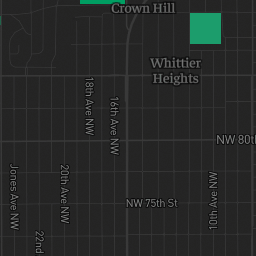 Crown Hill
Whittier
Heights
18th Ave NW
16th Ave NW
NW 80th
Jones Ave NW
20th Ave NW
10th Ave NW
NW 75th St
22nd